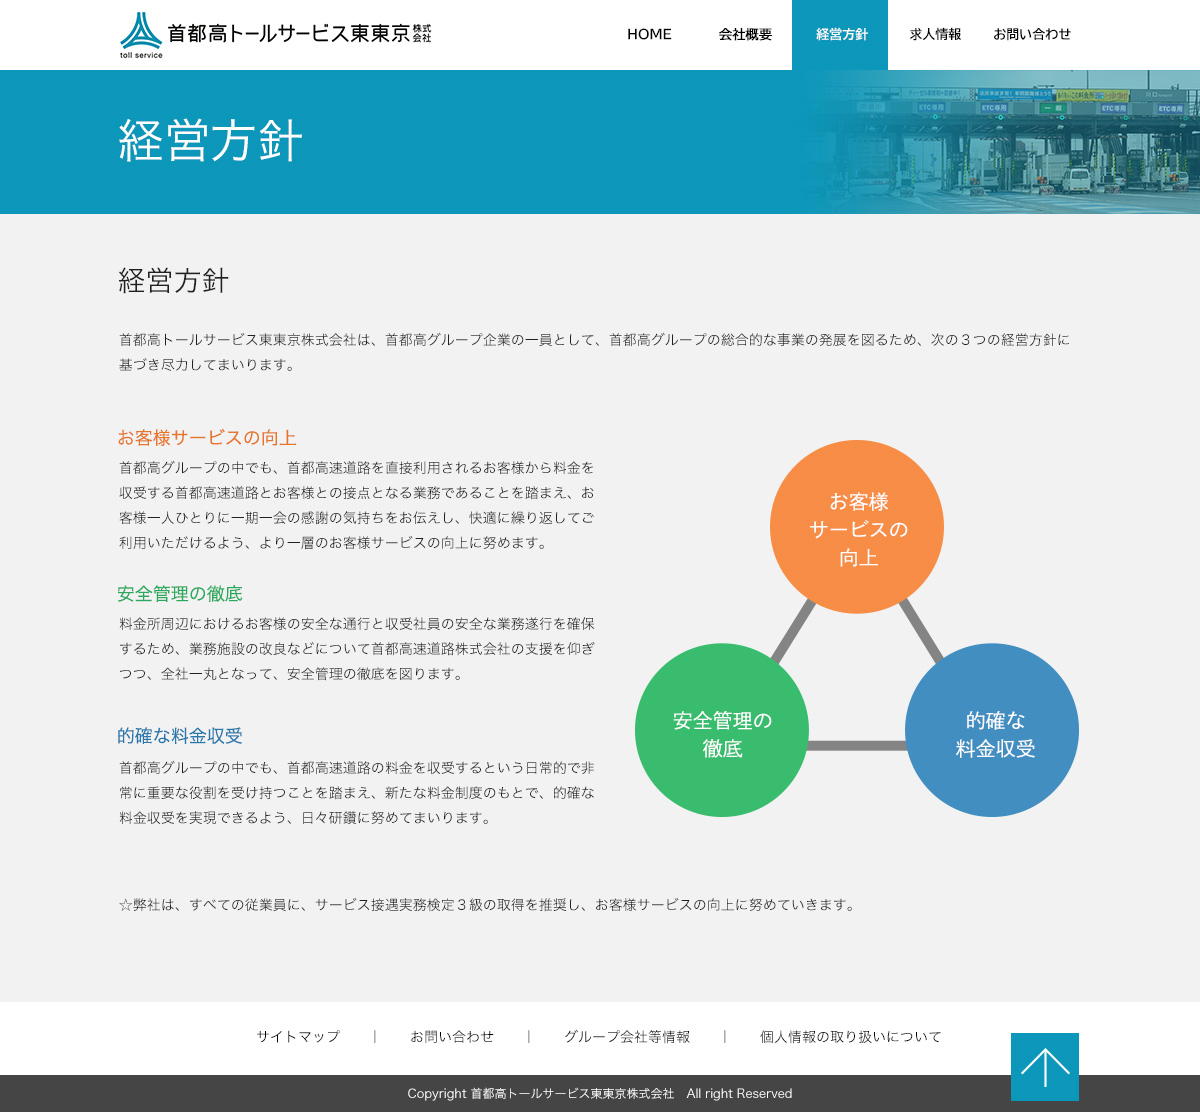 首都高トールサービス東東京株式会社
toll service
HOME
会社概要
経営方針
求人情報
お問い合わせ
ETC専用
ETC専用
一般
ETC専用
ETC専用
経営方針
経営方針
首都高トールサービス東東京株式会社は、首都高グループ企業の一員として、首都高グループの総合的な事業の発展を図るため、次の３つの経営方針に
基づき尽力してまいります。
お客様サービスの向上
首都高グループの中でも、首都高速道路を直接利用されるお客様から料金を
収受する首都高速道路とお客様との接点となる業務であることを踏まえ、お
客様一人ひとりに一期一会の感謝の気持ちをお伝えし、快適に繰り返してご
利用いただけるよう、より一層のお客様サービスの向上に努めます。
安全管理の徹底
料金所周辺におけるお客様の安全な通行と収受社員の安全な業務遂行を確保
するため、業務施設の改良などについて首都高速道路株式会社の支援を仰ぎ
つつ、全社一丸となって、安全管理の徹底を図ります。
的確な料金収受
首都高グループの中でも、首都高速道路の料金を収受するという日常的で非
常に重要な役割を受け持つことを踏まえ、新たな料金制度のもとで、的確な
料金収受を実現できるよう、日々研鑽に努めてまいります。
お客様
サービスの
向上
安全管理の
徹底
的確な
料金収受
☆弊社は、すべての従業員に、サービス接遇実務検定３級の取得を推奨し、お客様サービスの向上に努めていきます。
サイトマップ
|
お問い合わせ
|
グループ会社等情報
|
個人情報の取り扱いについて
Copyright 首都高トールサービス東東京株式会社　All right Reserved